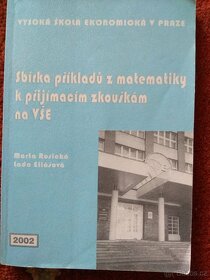 VYSOKÁ ŠKOLA EKONOMICKÁ V PRAZE
Sbírka příkladů z matematiky
k přijímacím zkouškám
na VŠE
Marta Rosická
Lada Eliášová
2002